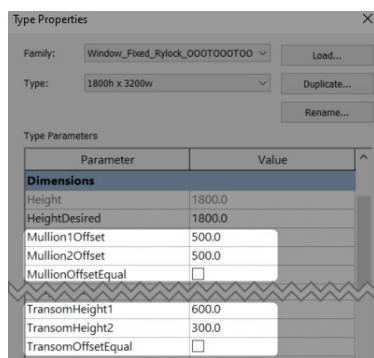 Type Properties
Family: Window_Fixed_Rylock_OOOTOOOTOO Load...
Type: 1800h x 3200w Duplicate...
Rename...
Type Parameters
Parameter Value
Dimensions
Height 1800.0
HeightDesired 1800.0
Mullion1Offset 500.0
Mullion2Offset 500.0
MullionOffsetEqual
TransomHeight1 600.0
TransomHeight2 300.0
TransomOffsetEqual